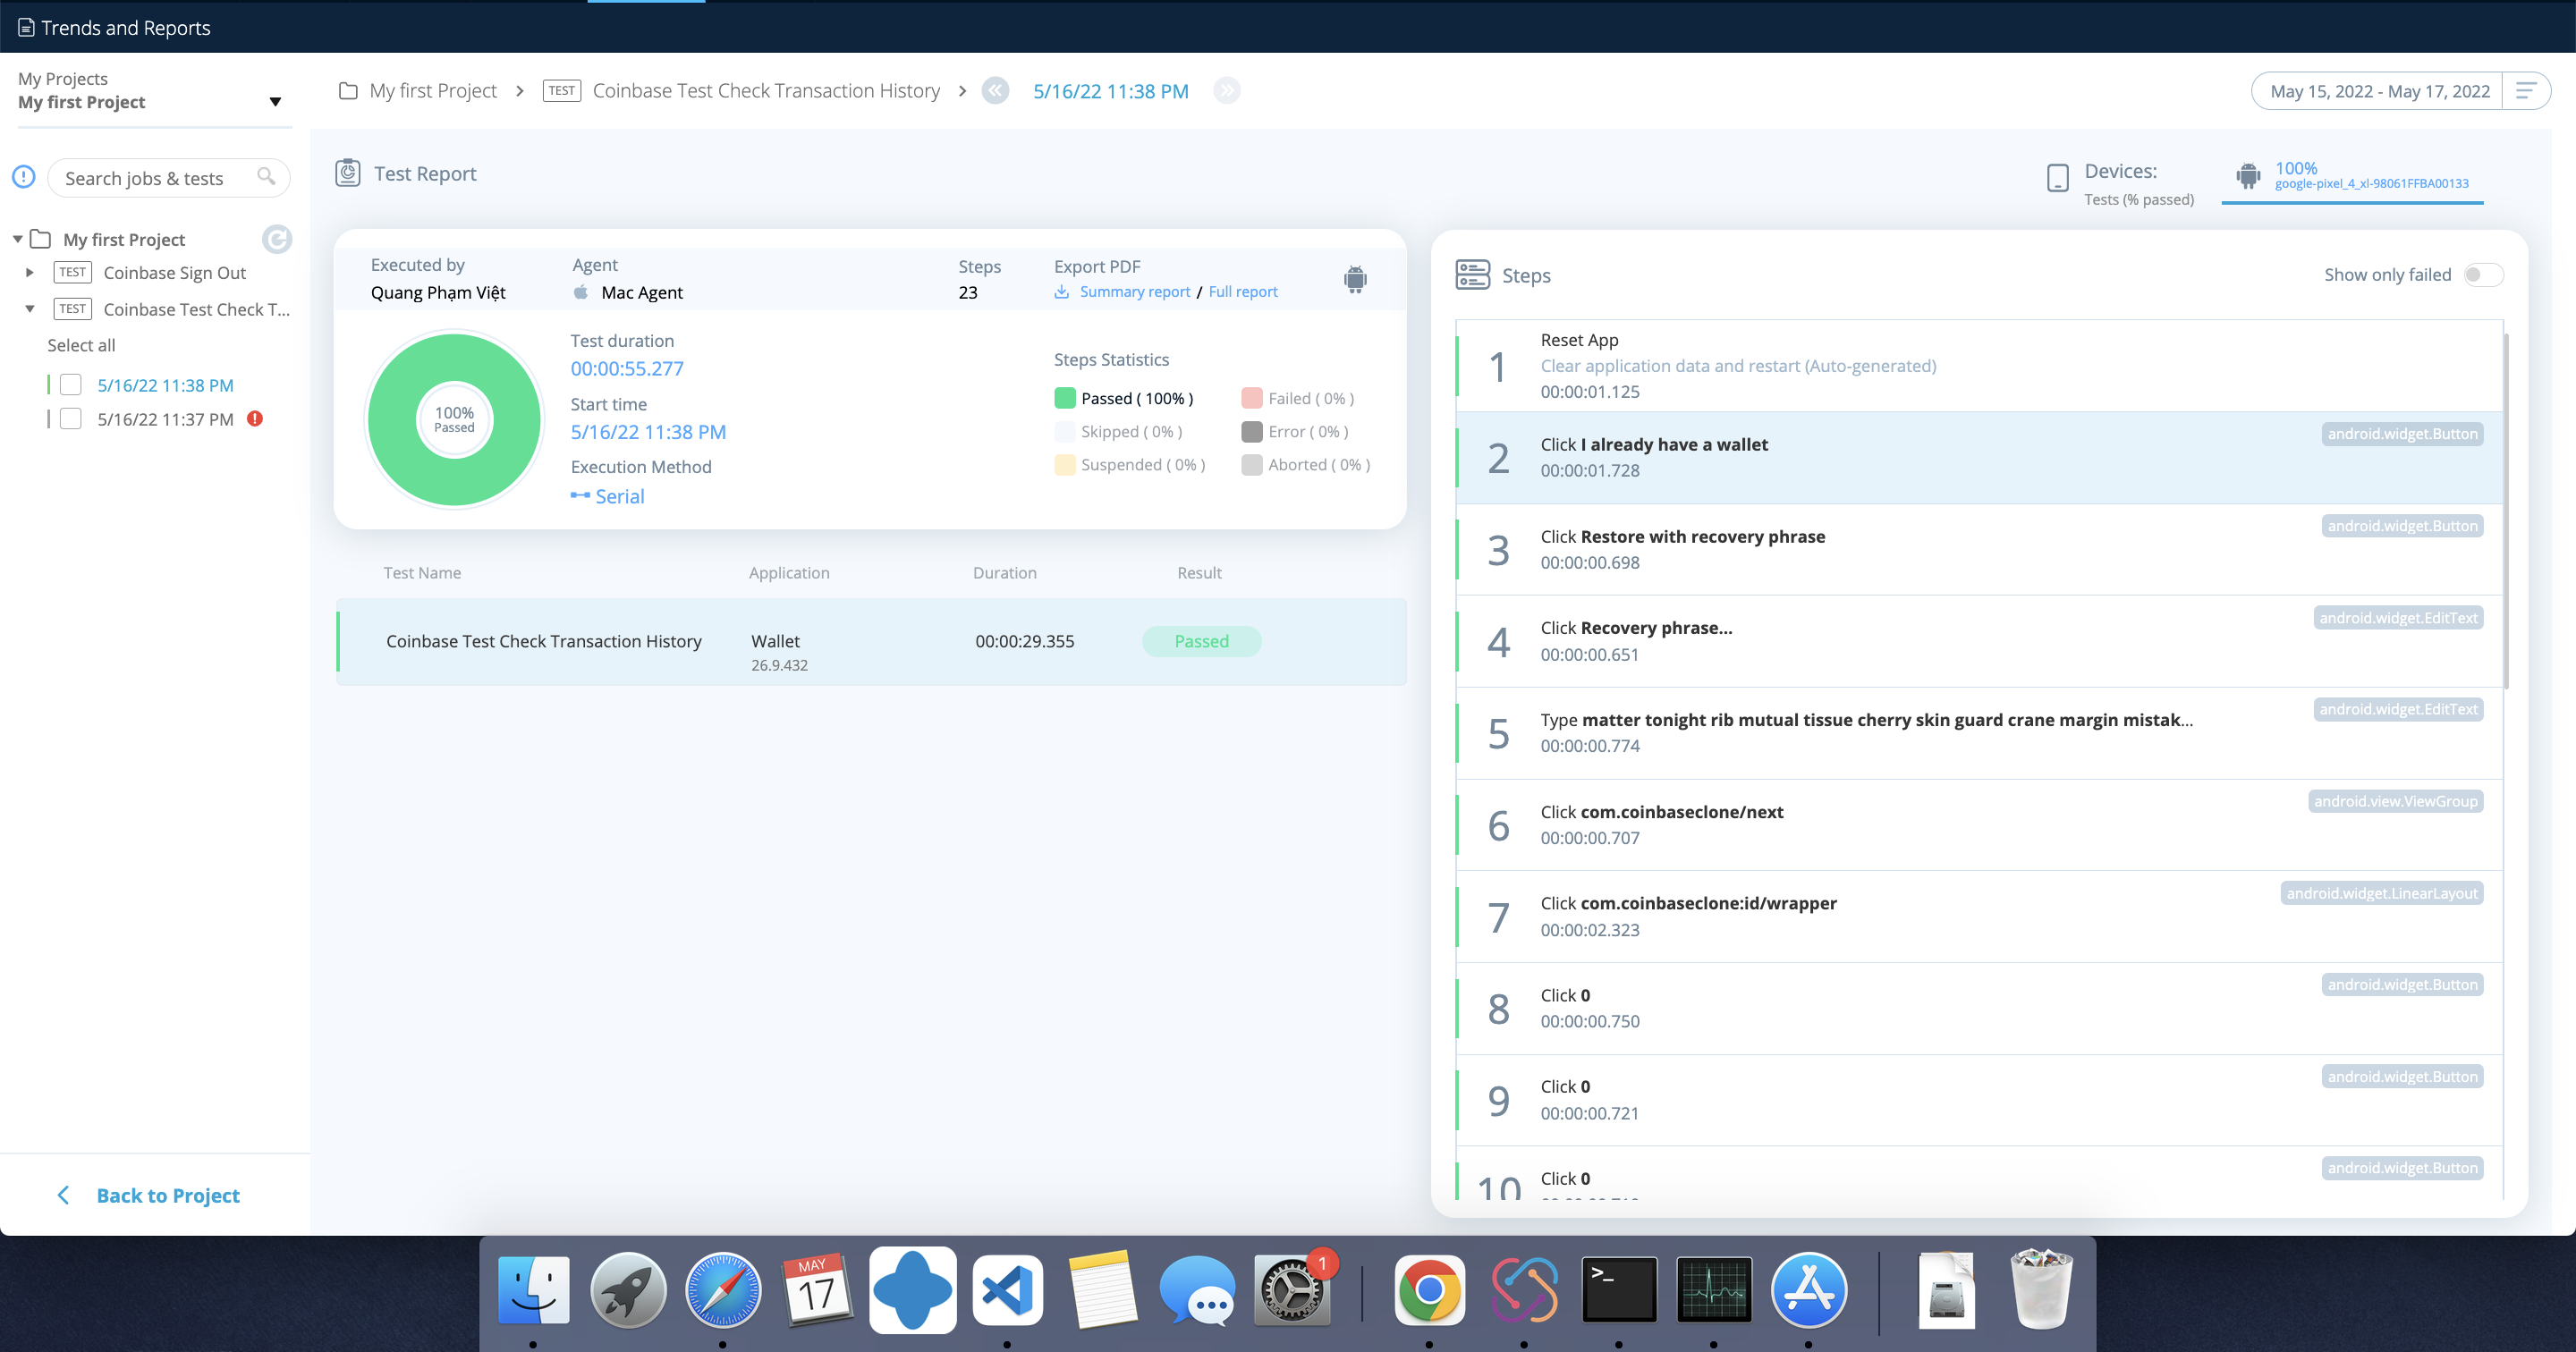 Trends and Reports
My Projects
My first Project
My first Project
TEST
Coinbase Test Check Transaction History
5/16/22 11:38 PM
May 15, 2022 - May 17, 2022
Search jobs & tests
My first Project
TEST
Coinbase Sign Out
TEST
Coinbase Test Check T...
Select all
5/16/22 11:38 PM
5/16/22 11:37 PM
Back to Project
Test Report
Devices:
Tests (% passed)
100%
google-pixel_4_xl-98061FFBA00133
Executed by
Quang Phạm Việt
Agent
Mac Agent
Steps
23
Export PDF
Summary report / Full report
100%
Passed
Test duration
00:00:55.277
Start time
5/16/22 11:38 PM
Execution Method
Serial
Steps Statistics
Passed ( 100% )
Failed ( 0% )
Skipped ( 0% )
Error ( 0% )
Suspended ( 0% )
Aborted ( 0% )
Test Name
Application
Duration
Result
Coinbase Test Check Transaction History
Wallet
26.9.432
00:00:29.355
Passed
Steps
Show only failed
1
Reset App
Clear application data and restart (Auto-generated)
00:00:01.125
2
Click I already have a wallet
00:00:01.728
android.widget.Button
3
Click Restore with recovery phrase
00:00:00.698
android.widget.Button
4
Click Recovery phrase...
00:00:00.651
android.widget.EditText
5
Type matter tonight rib mutual tissue cherry skin guard crane margin mistak...
00:00:00.774
android.widget.EditText
6
Click com.coinbaseclone/next
00:00:00.707
android.view.ViewGroup
7
Click com.coinbaseclone:id/wrapper
00:00:02.323
android.widget.LinearLayout
8
Click 0
00:00:00.750
android.widget.Button
9
Click 0
00:00:00.721
android.widget.Button
10
Click 0
android.widget.Button
MAY
17
1
>_